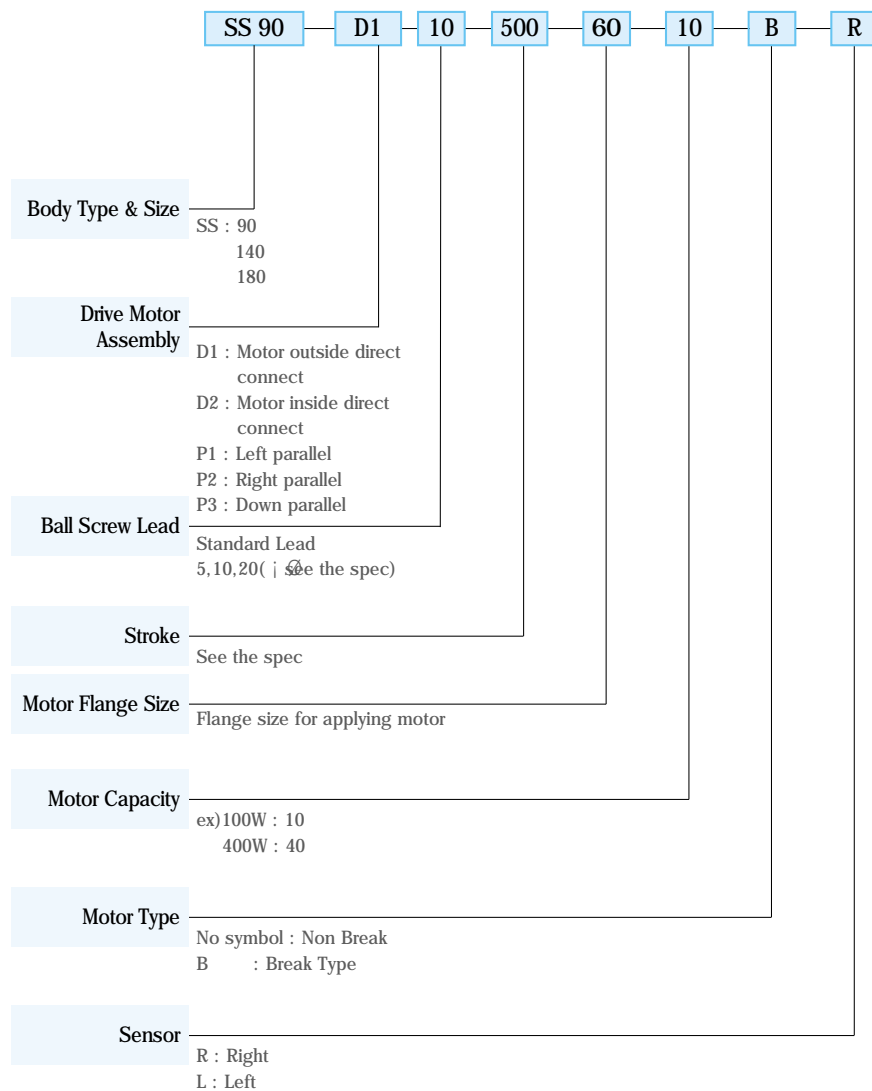 SS 90 D1 10 500 60 10 B R
Body Type & Size
SS : 90
140
180
Drive Motor
Assembly
D1 : Motor outside direct
connect
D2 : Motor inside direct
connect
P1 : Left parallel
P2 : Right parallel
P3 : Down parallel
Ball Screw Lead
Standard Lead
5,10,20( ¡ see the spec)
Stroke
See the spec
Motor Flange Size
Flange size for applying motor
Motor Capacity
ex)100W : 10
400W : 40
Motor Type
No symbol : Non Break
B : Break Type
Sensor
R : Right
L : Left